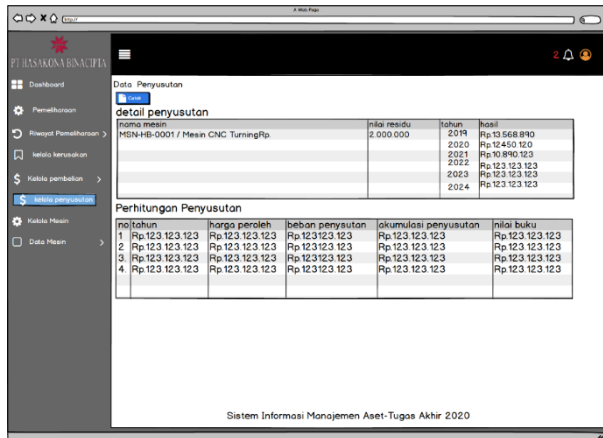 A Web Page
http://
PT HASAKONA BINACIPTA
2
Dashboard
Pemeliharaan
Riwayat Pemeliharaan >
kelola kerusakan
Kelola pembelian >
kelola penyusutan
Kelola Mesin
Data Mesin >
Data Penyusutan
Cetak
detail penyusutan
nama mesin nilai residu tahun hasil
MSN-HB-0001 / Mesin CNC TurningRp. 2.000.000 2019 Rp.13.568.890
2020 Rp.12450.120
2021 Rp.10.890.123
2022 Rp.123.123.123
2023 Rp.123.123.123
2024 Rp.123.123.123
Perhitungan Penyusutan
no tahun harga peroleh beban penysutan akumulasi penyusutan nilai buku
1 Rp.123.123.123 Rp.123.123.123 Rp.123123.123 Rp.123.123.123 Rp.123.123.123
2 Rp.123.123.123 Rp.123.123.123 Rp.123123.123 Rp.123.123.123 Rp.123.123.123
3. Rp.123.123.123 Rp.123.123.123 Rp.123123.123 Rp.123.123.123 Rp.123.123.123
4. Rp.123.123.123 Rp.123.123.123 Rp.123123.123 Rp.123.123.123 Rp.123.123.123
Sistem Informasi Manajemen Aset-Tugas Akhir 2020